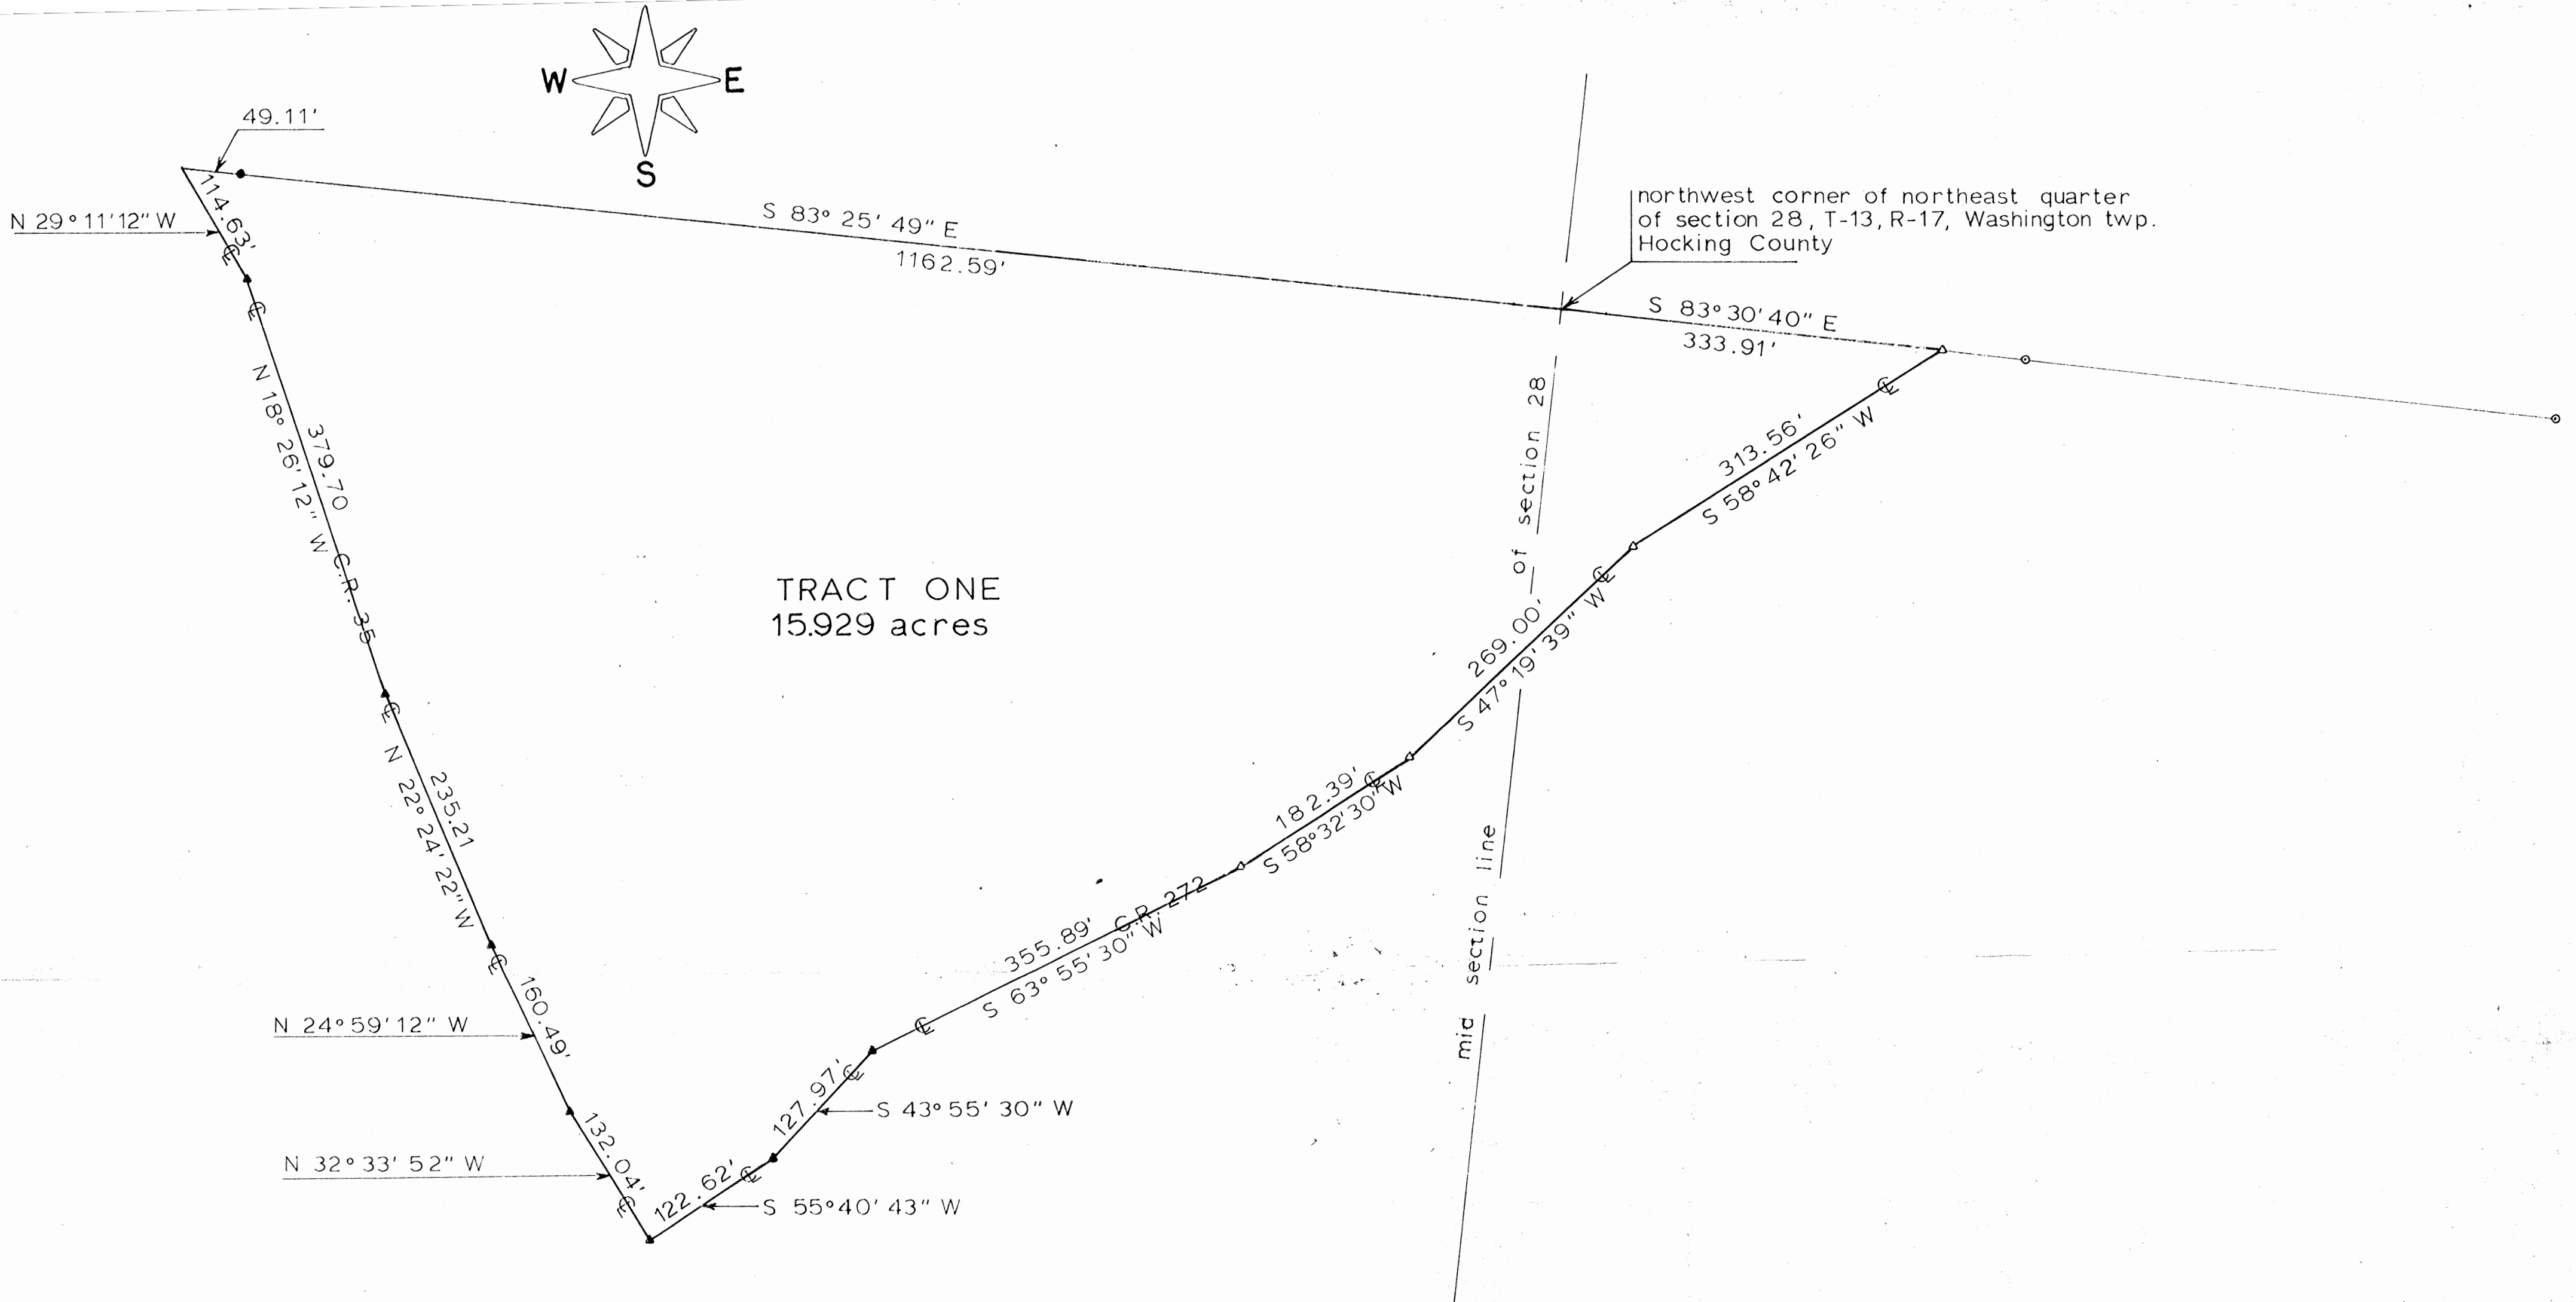 W E
S
49.11'
114.63'
N 29° 11' 12" W
℄
℄
S 83° 25' 49" E
1162.59'
northwest corner of northeast quarter
of section 28, T-13, R-17, Washington twp.
Hocking County
S 83° 30' 40" E
333.91'
℄
313.56'
S 58° 42' 26" W
℄
269.00'
S 47° 19' 39" W
℄
182.39'
S 58° 32' 30" W
C.R. 272
355.89'
S 63° 55' 30" W
℄
℄
127.97'
S 43° 55' 30" W
℄
122.62'
S 55° 40' 43" W
379.70
N 18° 26' 12" W
C.R. 35
℄
235.21
N 22° 24' 22" W
℄
160.49'
N 24° 59' 12" W
132.04'
N 32° 33' 52" W
℄
TRACT ONE
15.929 acres
mid section line of section 28